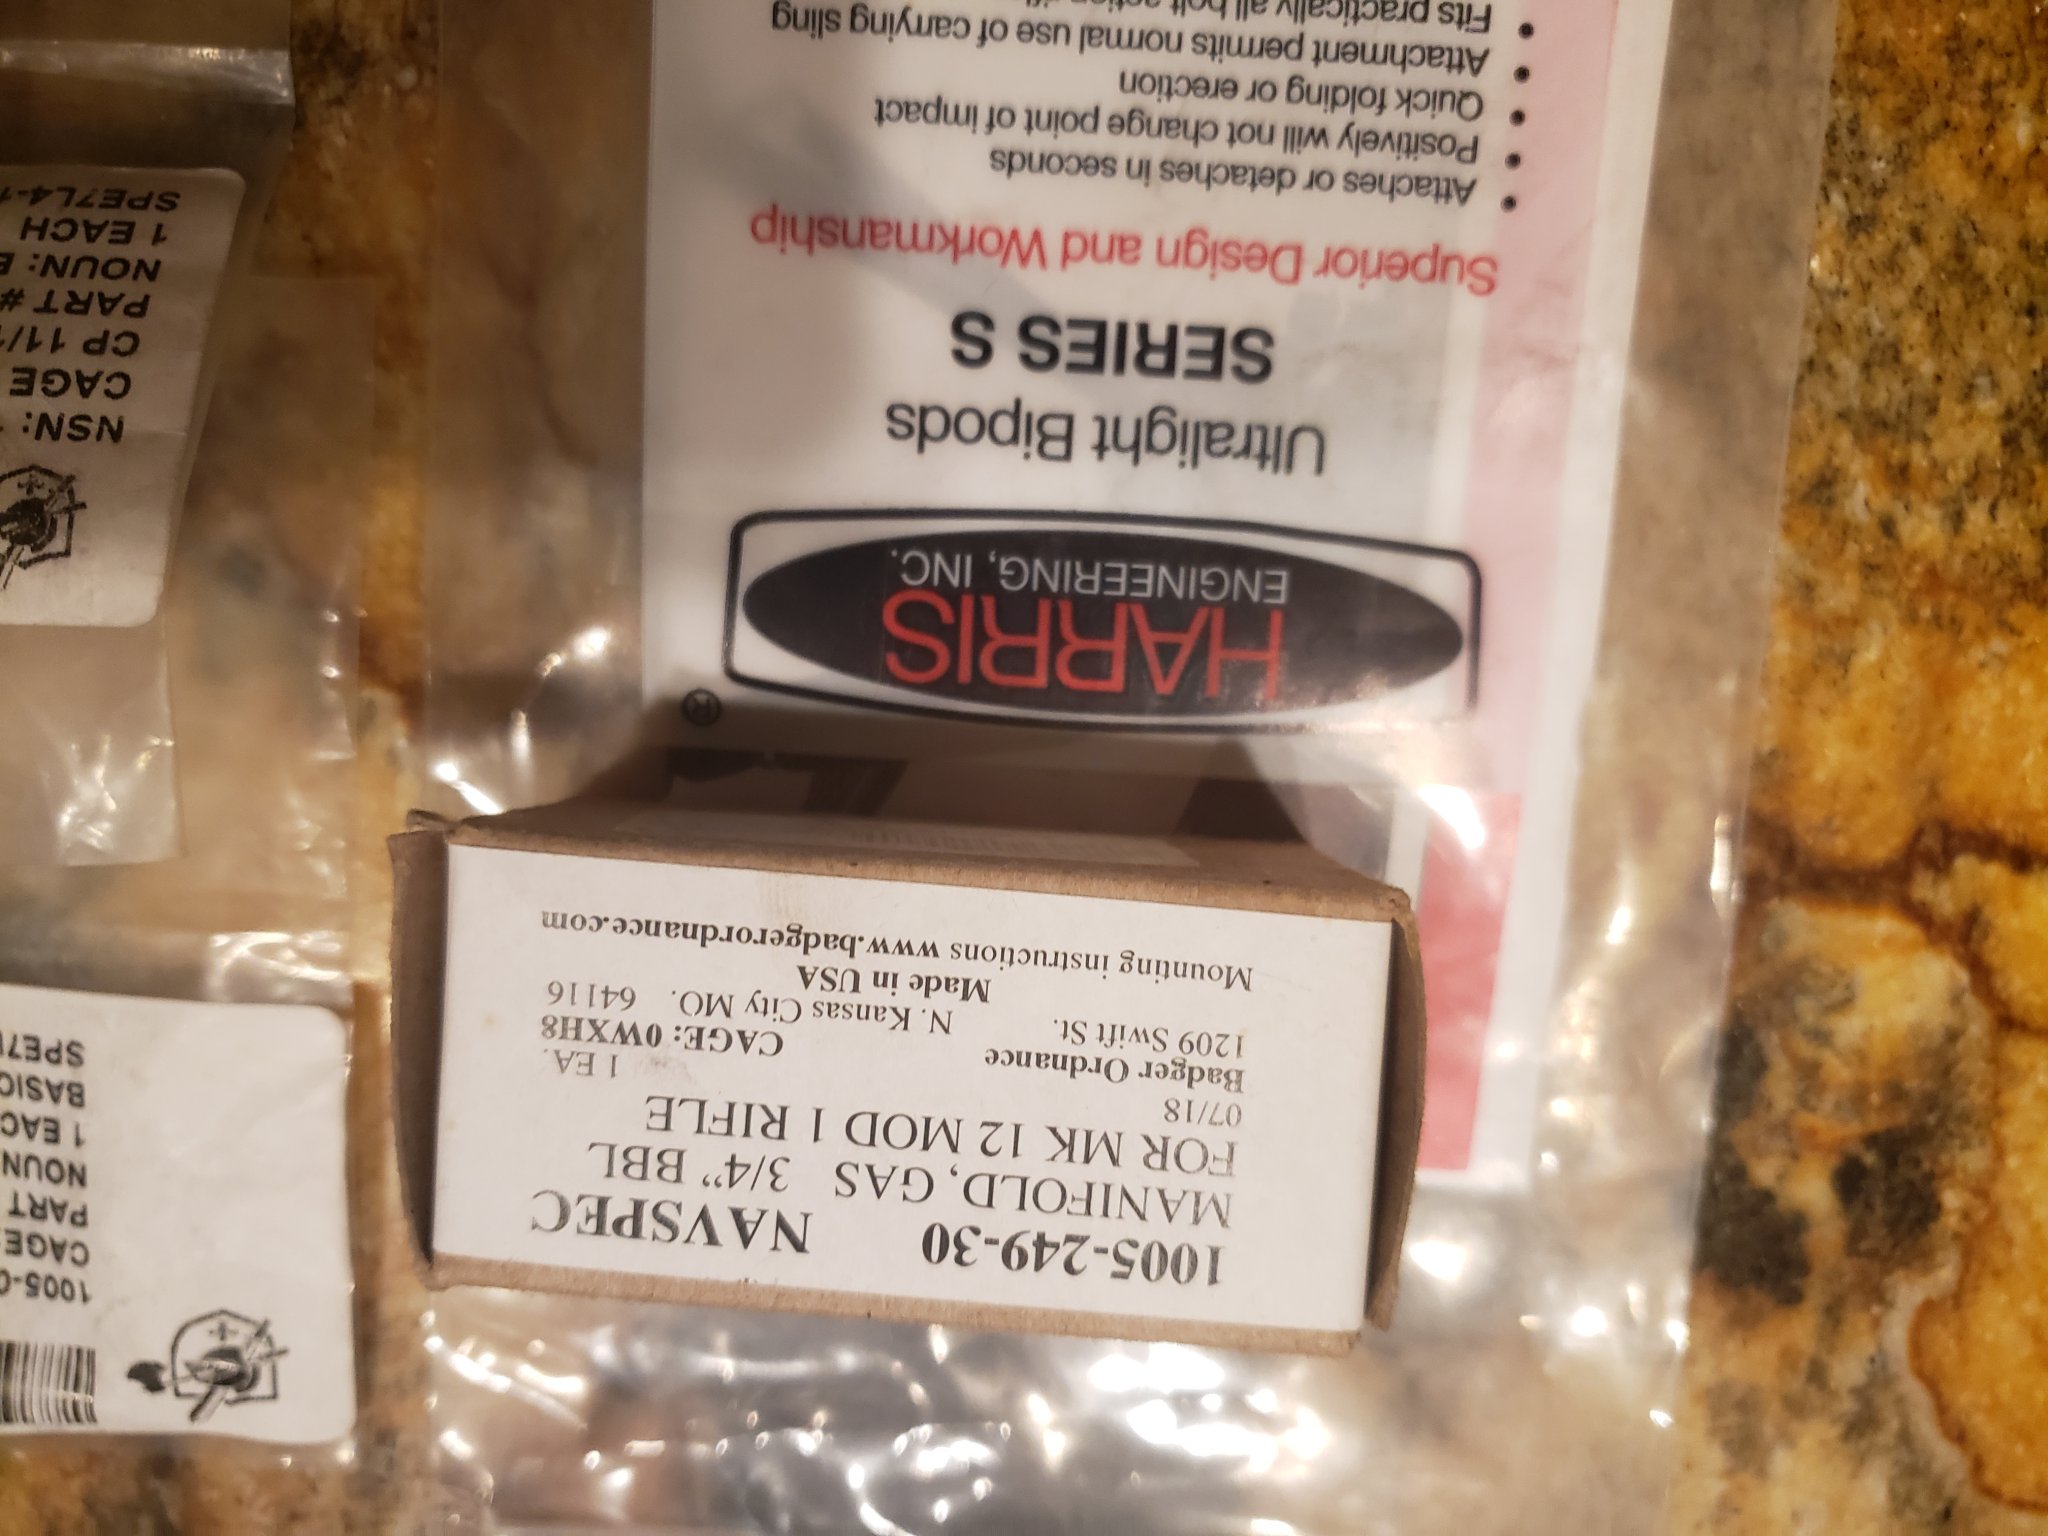 1005-249-30 NAVSPEC
MANIFOLD, GAS 3/4" BBL
FOR MK 12 MOD 1 RIFLE
07/18 1 EA.
Badger Ordnance CAGE: 0WXH8
1209 Swift St. N. Kansas City MO. 64116
Made in USA
Mounting instructions www.badgerordnance.com
®
HARRIS
ENGINEERING, INC.
Ultralight Bipods
SERIES S
Superior Design and Workmanship
• Attaches or detaches in seconds
• Positively will not change point of impact
• Quick folding or erection
• Attachment permits normal use of carrying sling
• Fits practically all bolt action
1005-0
CAGE:
PART
NOUN
1 EAC
BASIC
SPE7
NSN:
CAGE
CP 11/1
PART #
NOUN: B
1 EACH
SPE7L4-1